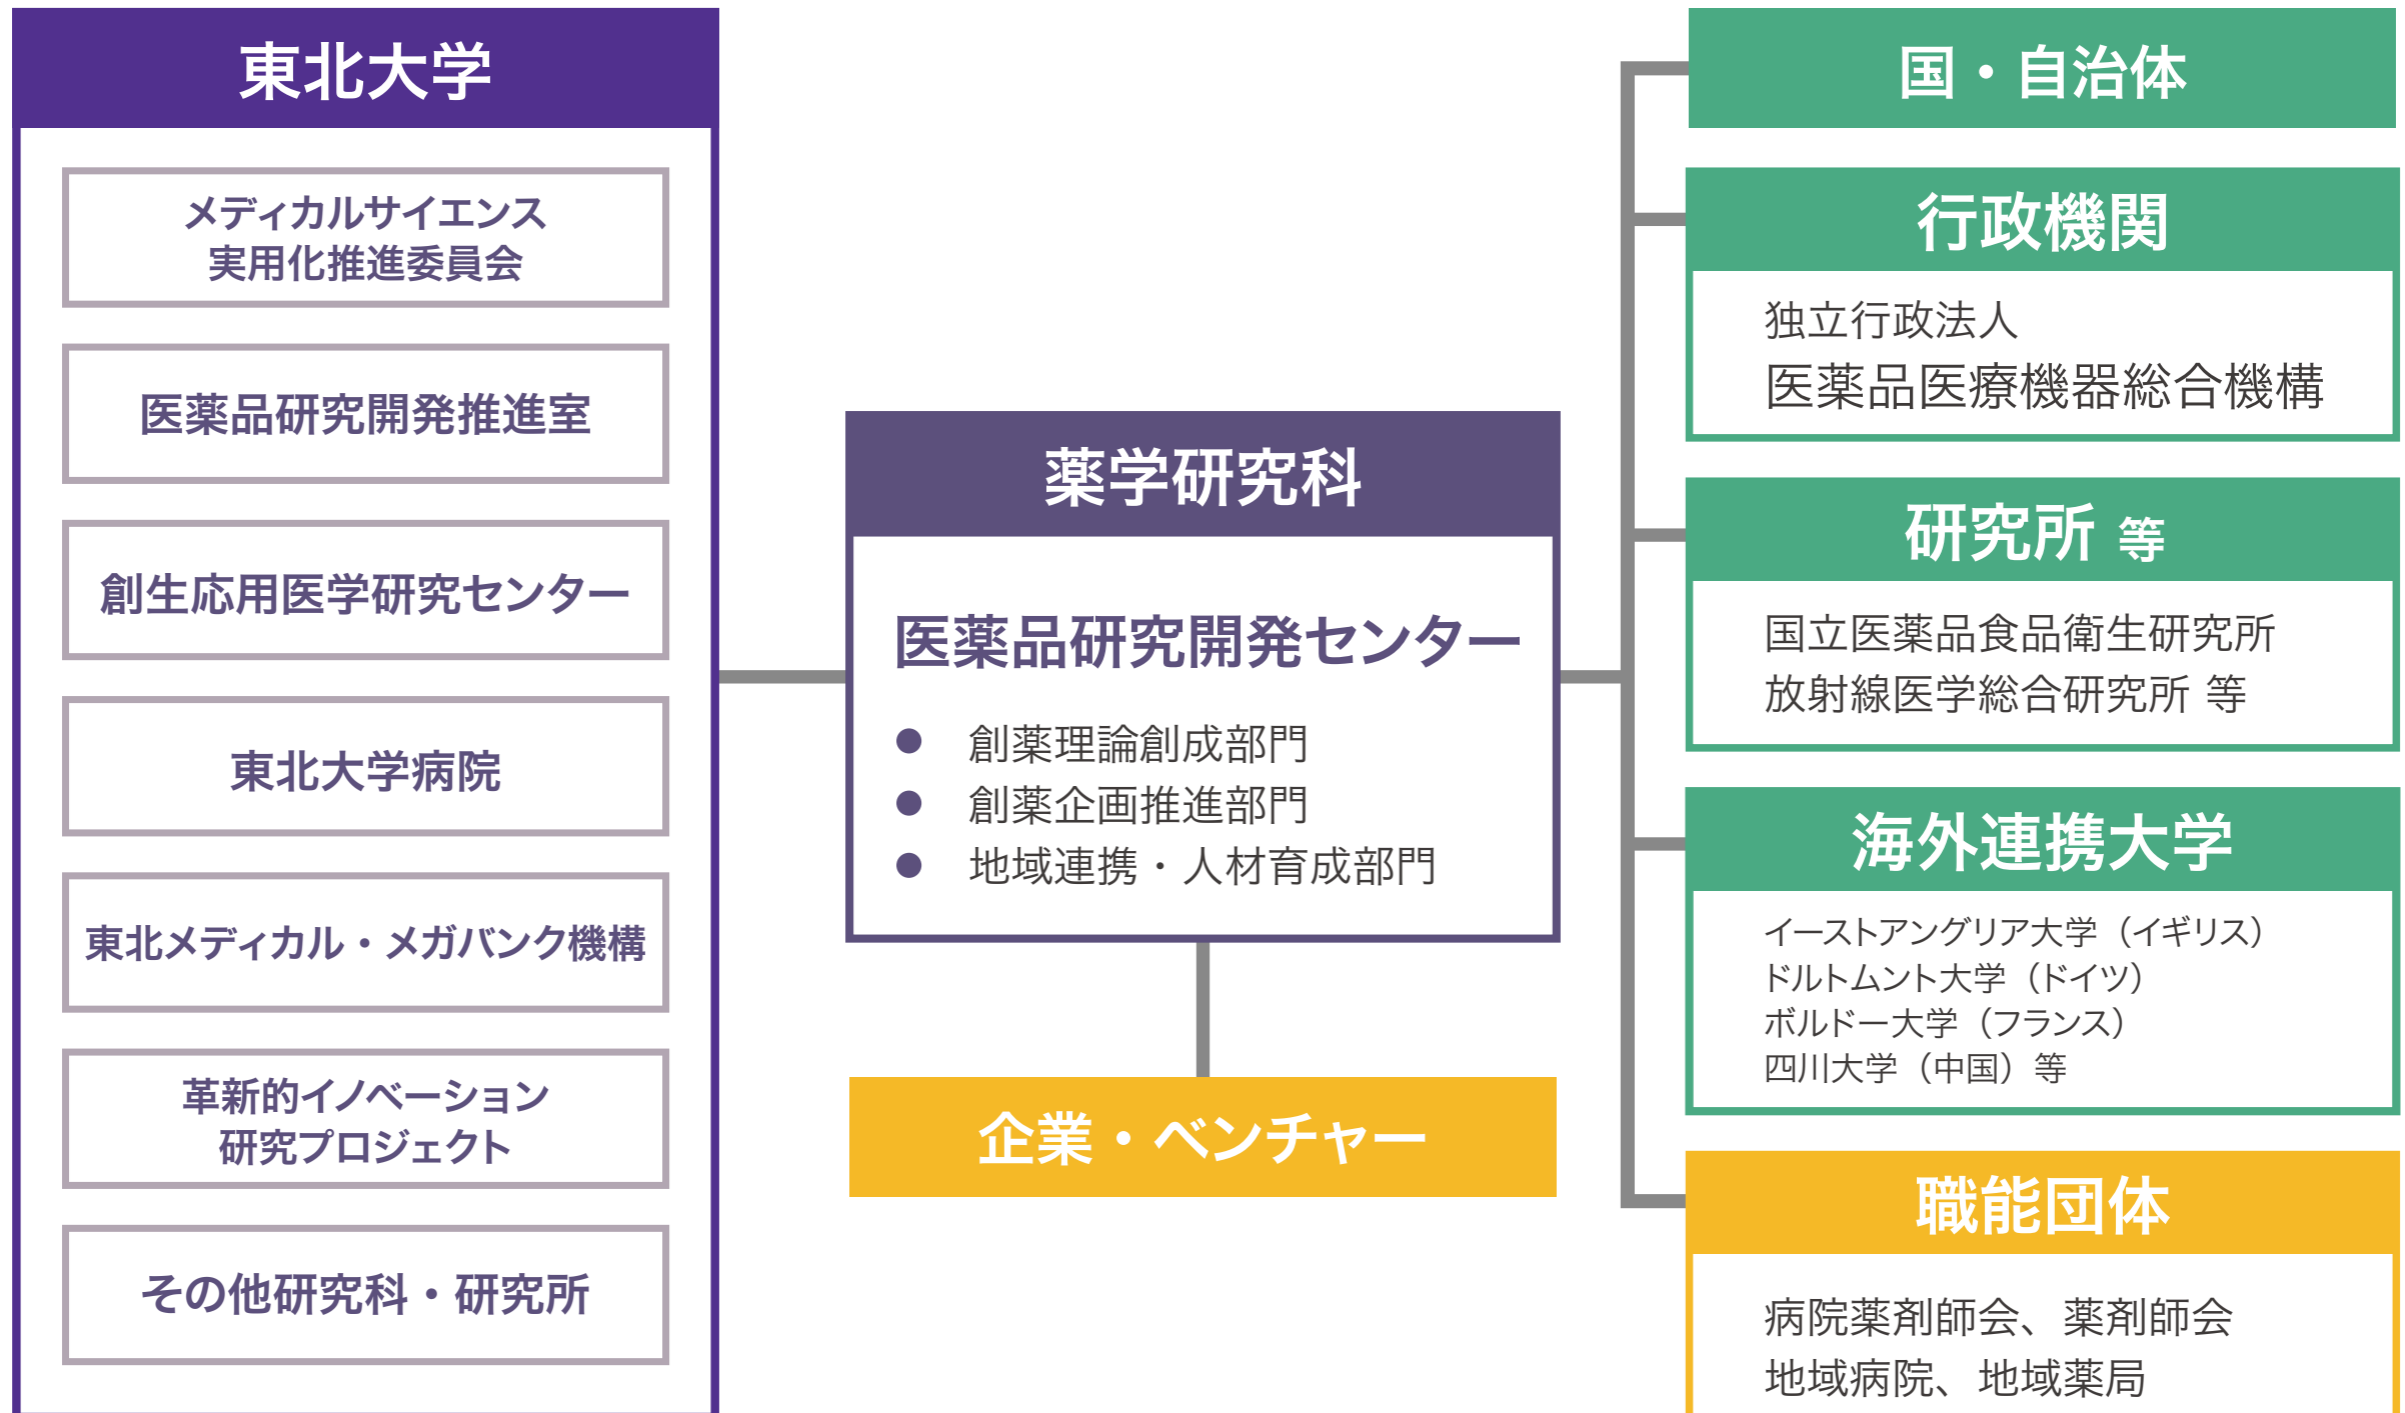 東北大学
メディカルサイエンス
実用化推進委員会
医薬品研究開発推進室
創生応用医学研究センター
東北大学病院
東北メディカル・メガバンク機構
革新的イノベーション
研究プロジェクト
その他研究科・研究所
薬学研究科
医薬品研究開発センター
● 創薬理論創成部門
● 創薬企画推進部門
● 地域連携・人材育成部門
企業・ベンチャー
国・自治体
行政機関
独立行政法人
医薬品医療機器総合機構
研究所 等
国立医薬品食品衛生研究所
放射線医学総合研究所 等
海外連携大学
イーストアングリア大学（イギリス）
ドルトムント大学（ドイツ）
ボルドー大学（フランス）
四川大学（中国）等
職能団体
病院薬剤師会、薬剤師会
地域病院、地域薬局